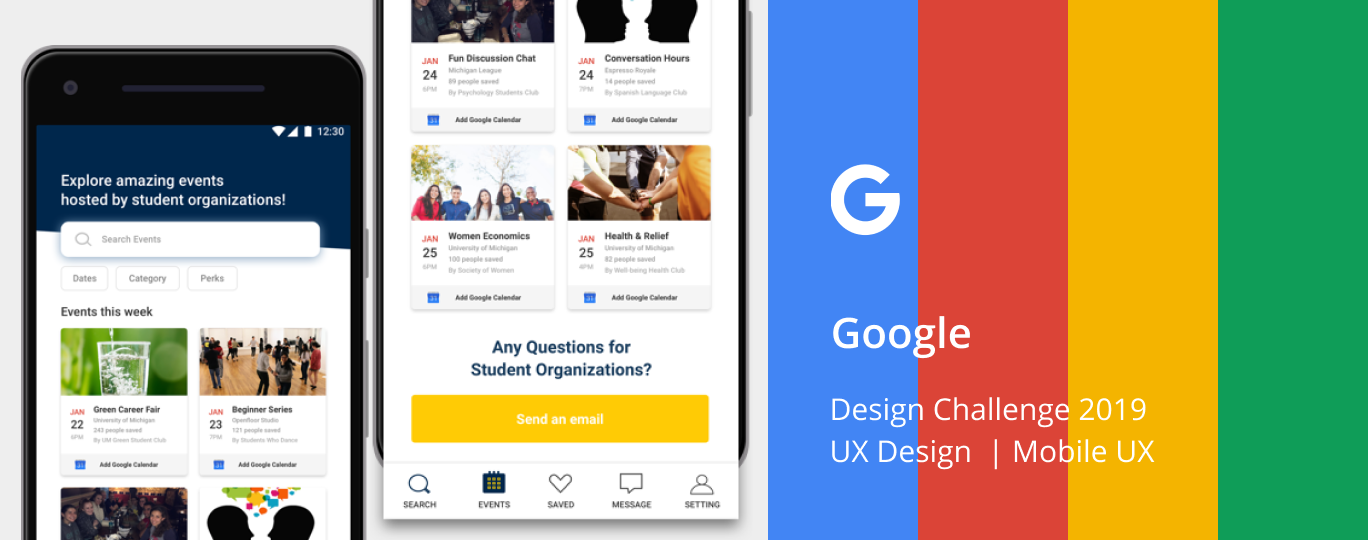 12:30
Explore amazing events
hosted by student organizations!
Search Events
Dates
Category
Perks
Events this week
JAN
22
6PM
Green Career Fair
University of Michigan
243 people saved
By UM Green Student Club
Add Google Calendar
JAN
23
7PM
Beginner Series
Openfloor Studio
121 people saved
By Students Who Dance
Add Google Calendar
JAN
24
6PM
Fun Discussion Chat
Michigan League
89 people saved
By Psychology Students Club
31
Add Google Calendar
JAN
24
7PM
Conversation Hours
Espresso Royale
14 people saved
By Spanish Language Club
31
Add Google Calendar
JAN
25
6PM
Women Economics
University of Michigan
100 people saved
By Society of Women
31
Add Google Calendar
JAN
25
4PM
Health & Relief
University of Michigan
82 people saved
By Well-being Health Club
31
Add Google Calendar
Any Questions for
Student Organizations?
Send an email
SEARCH
EVENTS
SAVED
MESSAGE
SETTING
G
Google
Design Challenge 2019
UX Design | Mobile UX